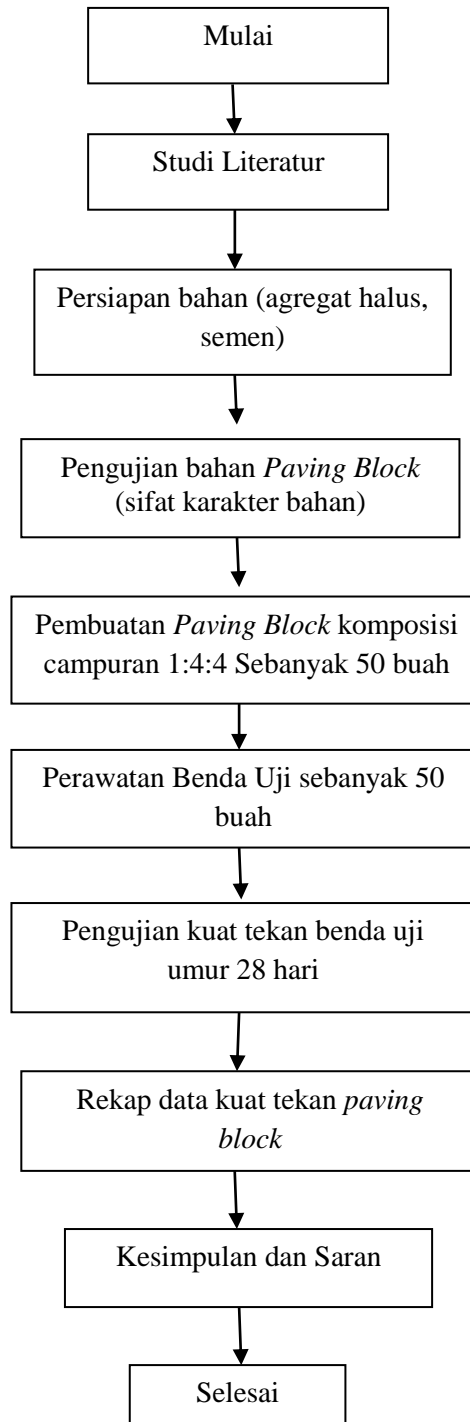 Mulai
Studi Literatur
Persiapan bahan (agregat halus,
semen)
Pengujian bahan Paving Block
(sifat karakter bahan)
Pembuatan Paving Block komposisi
campuran 1:4:4 Sebanyak 50 buah
Perawatan Benda Uji sebanyak 50
buah
Pengujian kuat tekan benda uji
umur 28 hari
Rekap data kuat tekan paving
block
Kesimpulan dan Saran
Selesai